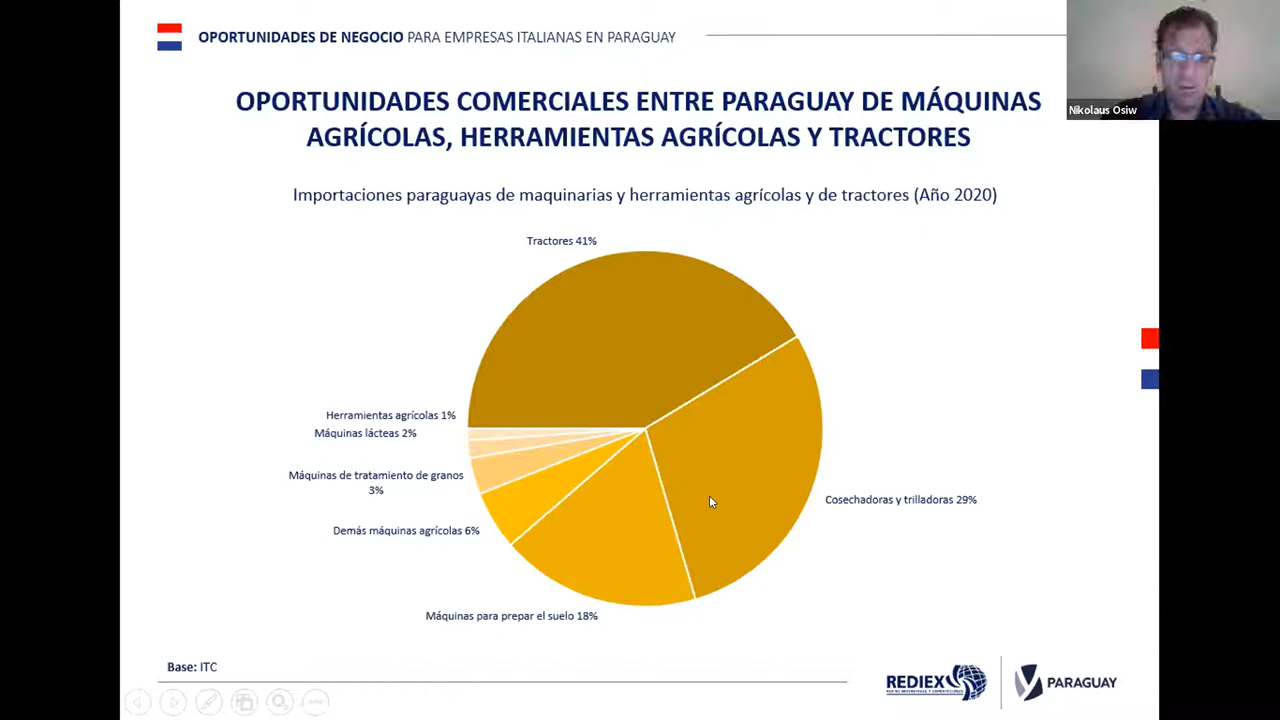 OPORTUNIDADES DE NEGOCIO PARA EMPRESAS ITALIANAS EN PARAGUAY
Nikolaus Osiw
OPORTUNIDADES COMERCIALES ENTRE PARAGUAY DE MÁQUINAS
AGRÍCOLAS, HERRAMIENTAS AGRÍCOLAS Y TRACTORES
Importaciones paraguayas de maquinarias y herramientas agrícolas y de tractores (Año 2020)
Tractores 41%
Herramientas agrícolas 1%
Máquinas lácteas 2%
Máquinas de tratamiento de granos
3%
Cosechadoras y trilladoras 29%
Demás máquinas agrícolas 6%
Máquinas para prepar el suelo 18%
Base: ITC
REDIEX
PARAGUAY